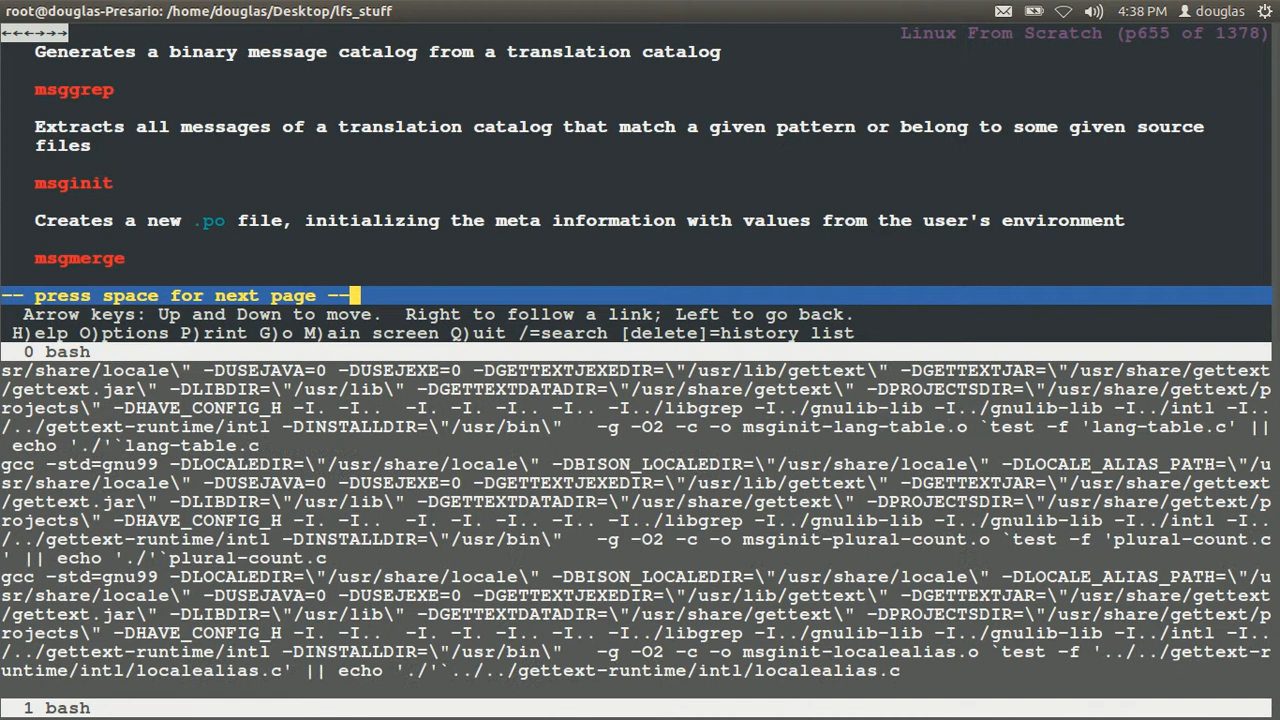 root@douglas-Presario: /home/douglas/Desktop/lfs_stuff 4:38 PM douglas
←←←→→→ Linux From Scratch (p655 of 1378)
Generates a binary message catalog from a translation catalog
msggrep
Extracts all messages of a translation catalog that match a given pattern or belong to some given source
files
msginit
Creates a new .po file, initializing the meta information with values from the user's environment
msgmerge
-- press space for next page --
Arrow keys: Up and Down to move.  Right to follow a link; Left to go back.
H)elp O)ptions P)rint G)o M)ain screen Q)uit /=search [delete]=history list
0 bash
sr/share/locale\" -DUSEJAVA=0 -DUSEJEXE=0 -DGETTEXTJEXEDIR=\"/usr/lib/gettext\" -DGETTEXTJAR=\"/usr/share/gettext
/gettext.jar\" -DLIBDIR=\"/usr/lib\" -DGETTEXTDATADIR=\"/usr/share/gettext\" -DPROJECTSDIR=\"/usr/share/gettext/p
rojects\" -DHAVE_CONFIG_H -I. -I..  -I. -I.. -I.. -I.. -I../libgrep -I../gnulib-lib -I../intl -I..
/../gettext-runtime/intl -DINSTALLDIR=\"/usr/bin\"   -g -O2 -c -o msginit-lang-table.o `test -f 'lang-table.c' ||
echo './'`lang-table.c
gcc -std=gnu99 -DLOCALEDIR=\"/usr/share/locale\" -DBISON_LOCALEDIR=\"/usr/share/locale\" -DLOCALE_ALIAS_PATH=\"/u
sr/share/locale\" -DUSEJAVA=0 -DUSEJEXE=0 -DGETTEXTJEXEDIR=\"/usr/lib/gettext\" -DGETTEXTJAR=\"/usr/share/gettext
/gettext.jar\" -DLIBDIR=\"/usr/lib\" -DGETTEXTDATADIR=\"/usr/share/gettext\" -DPROJECTSDIR=\"/usr/share/gettext/p
rojects\" -DHAVE_CONFIG_H -I. -I..  -I. -I.. -I.. -I.. -I../libgrep -I../gnulib-lib -I../intl -I..
/../gettext-runtime/intl -DINSTALLDIR=\"/usr/bin\"   -g -O2 -c -o msginit-plural-count.o `test -f 'plural-count.c
' || echo './'`plural-count.c
gcc -std=gnu99 -DLOCALEDIR=\"/usr/share/locale\" -DBISON_LOCALEDIR=\"/usr/share/locale\" -DLOCALE_ALIAS_PATH=\"/u
sr/share/locale\" -DUSEJAVA=0 -DUSEJEXE=0 -DGETTEXTJEXEDIR=\"/usr/lib/gettext\" -DGETTEXTJAR=\"/usr/share/gettext
/gettext.jar\" -DLIBDIR=\"/usr/lib\" -DGETTEXTDATADIR=\"/usr/share/gettext\" -DPROJECTSDIR=\"/usr/share/gettext/p
rojects\" -DHAVE_CONFIG_H -I. -I..  -I. -I.. -I.. -I.. -I../libgrep -I../gnulib-lib -I../intl -I..
/../gettext-runtime/intl -DINSTALLDIR=\"/usr/bin\"   -g -O2 -c -o msginit-localealias.o `test -f '../../gettext-r
untime/intl/localealias.c' || echo './'`../../gettext-runtime/intl/localealias.c
1 bash